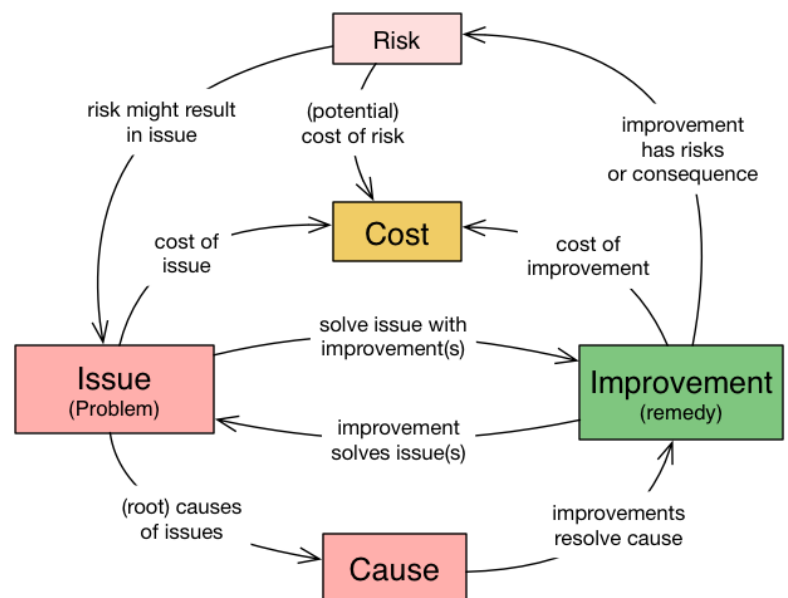 Risk
risk might result
in issue
(potential)
cost of risk
improvement
has risks
or consequence
Cost
cost of
issue
cost of
improvement
solve issue with
improvement(s)
Issue
(Problem)
Improvement
(remedy)
improvement
solves issue(s)
(root) causes
of issues
improvements
resolve cause
Cause